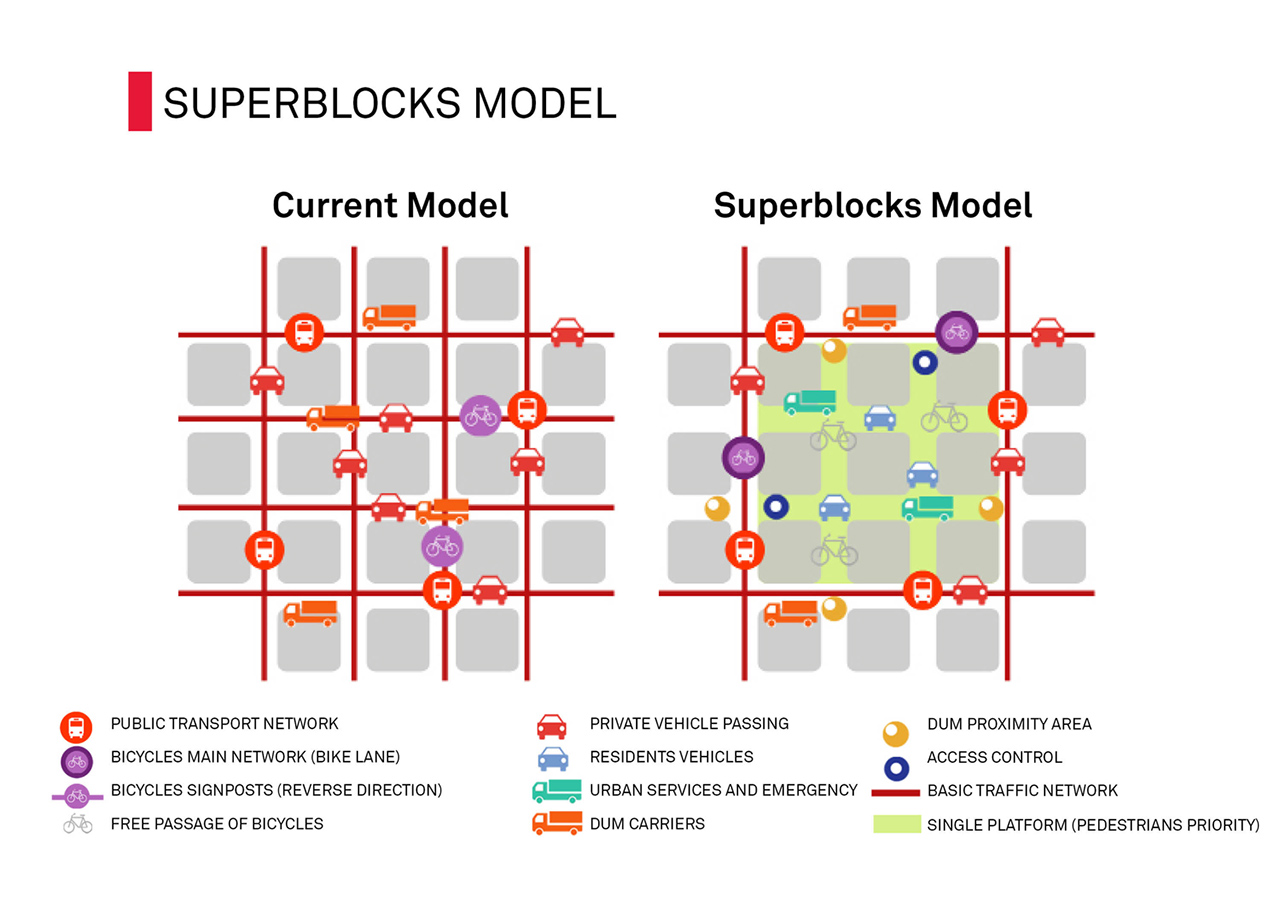 SUPERBLOCKS MODEL
Current Model
Superblocks Model
PUBLIC TRANSPORT NETWORK
BICYCLES MAIN NETWORK (BIKE LANE)
BICYCLES SIGNPOSTS (REVERSE DIRECTION)
FREE PASSAGE OF BICYCLES
PRIVATE VEHICLE PASSING
RESIDENTS VEHICLES
URBAN SERVICES AND EMERGENCY
DUM CARRIERS
DUM PROXIMITY AREA
ACCESS CONTROL
BASIC TRAFFIC NETWORK
SINGLE PLATFORM (PEDESTRIANS PRIORITY)